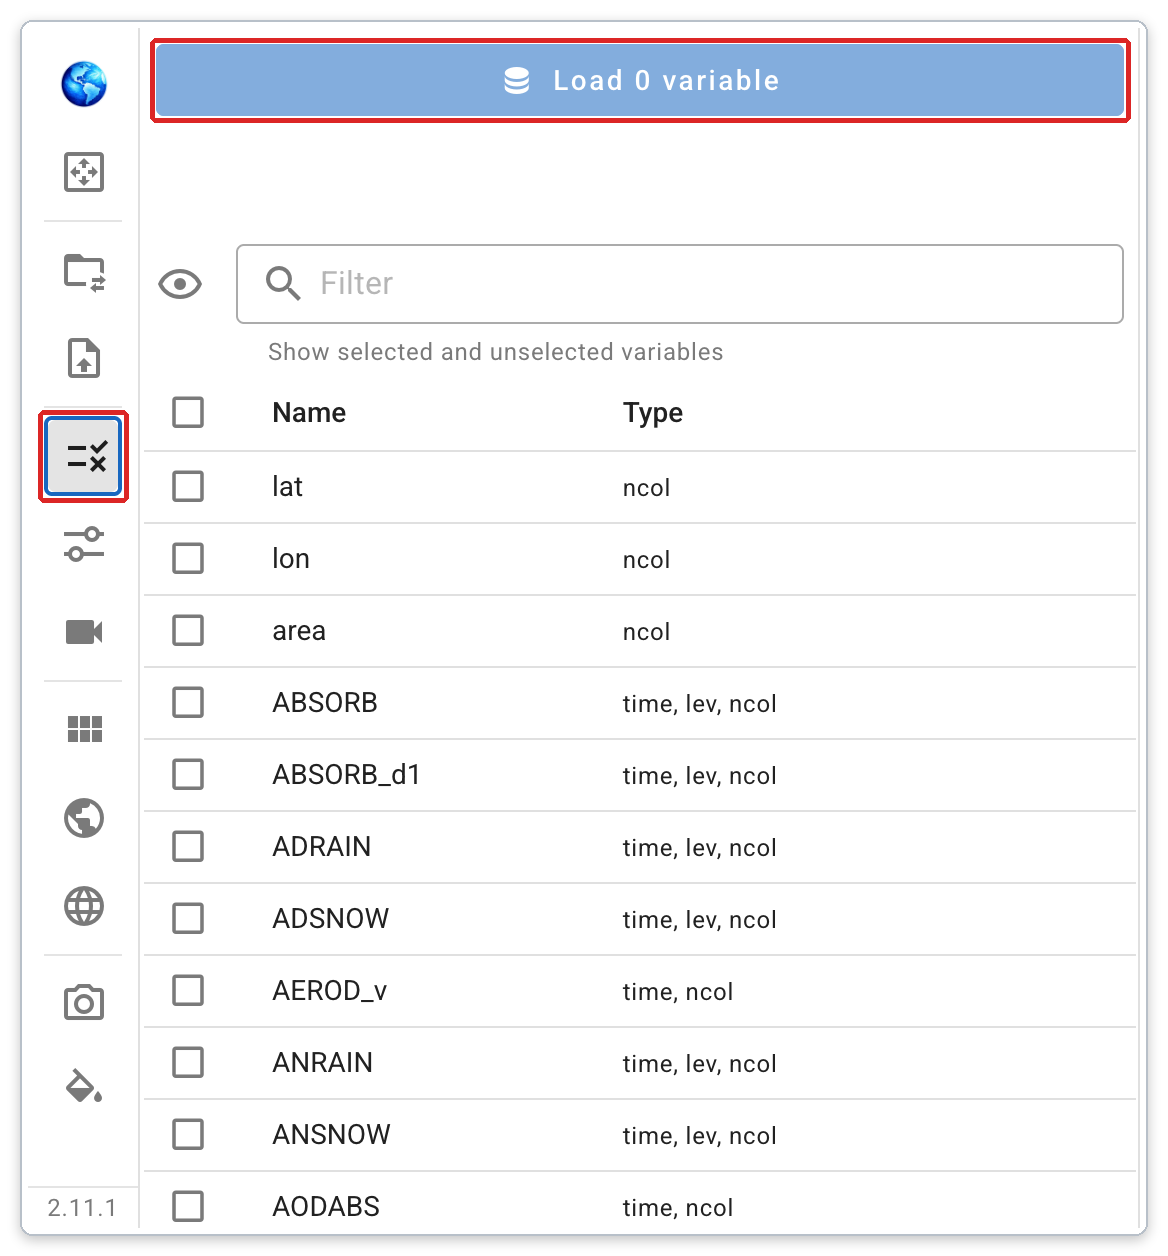 Load 0 variable
Filter
Show selected and unselected variables
Name Type
lat ncol
lon ncol
area ncol
ABSORB time, lev, ncol
ABSORB_d1 time, lev, ncol
ADRAIN time, lev, ncol
ADSNOW time, lev, ncol
AEROD_v time, ncol
ANRAIN time, lev, ncol
ANSNOW time, lev, ncol
AODABS time, ncol
2.11.1